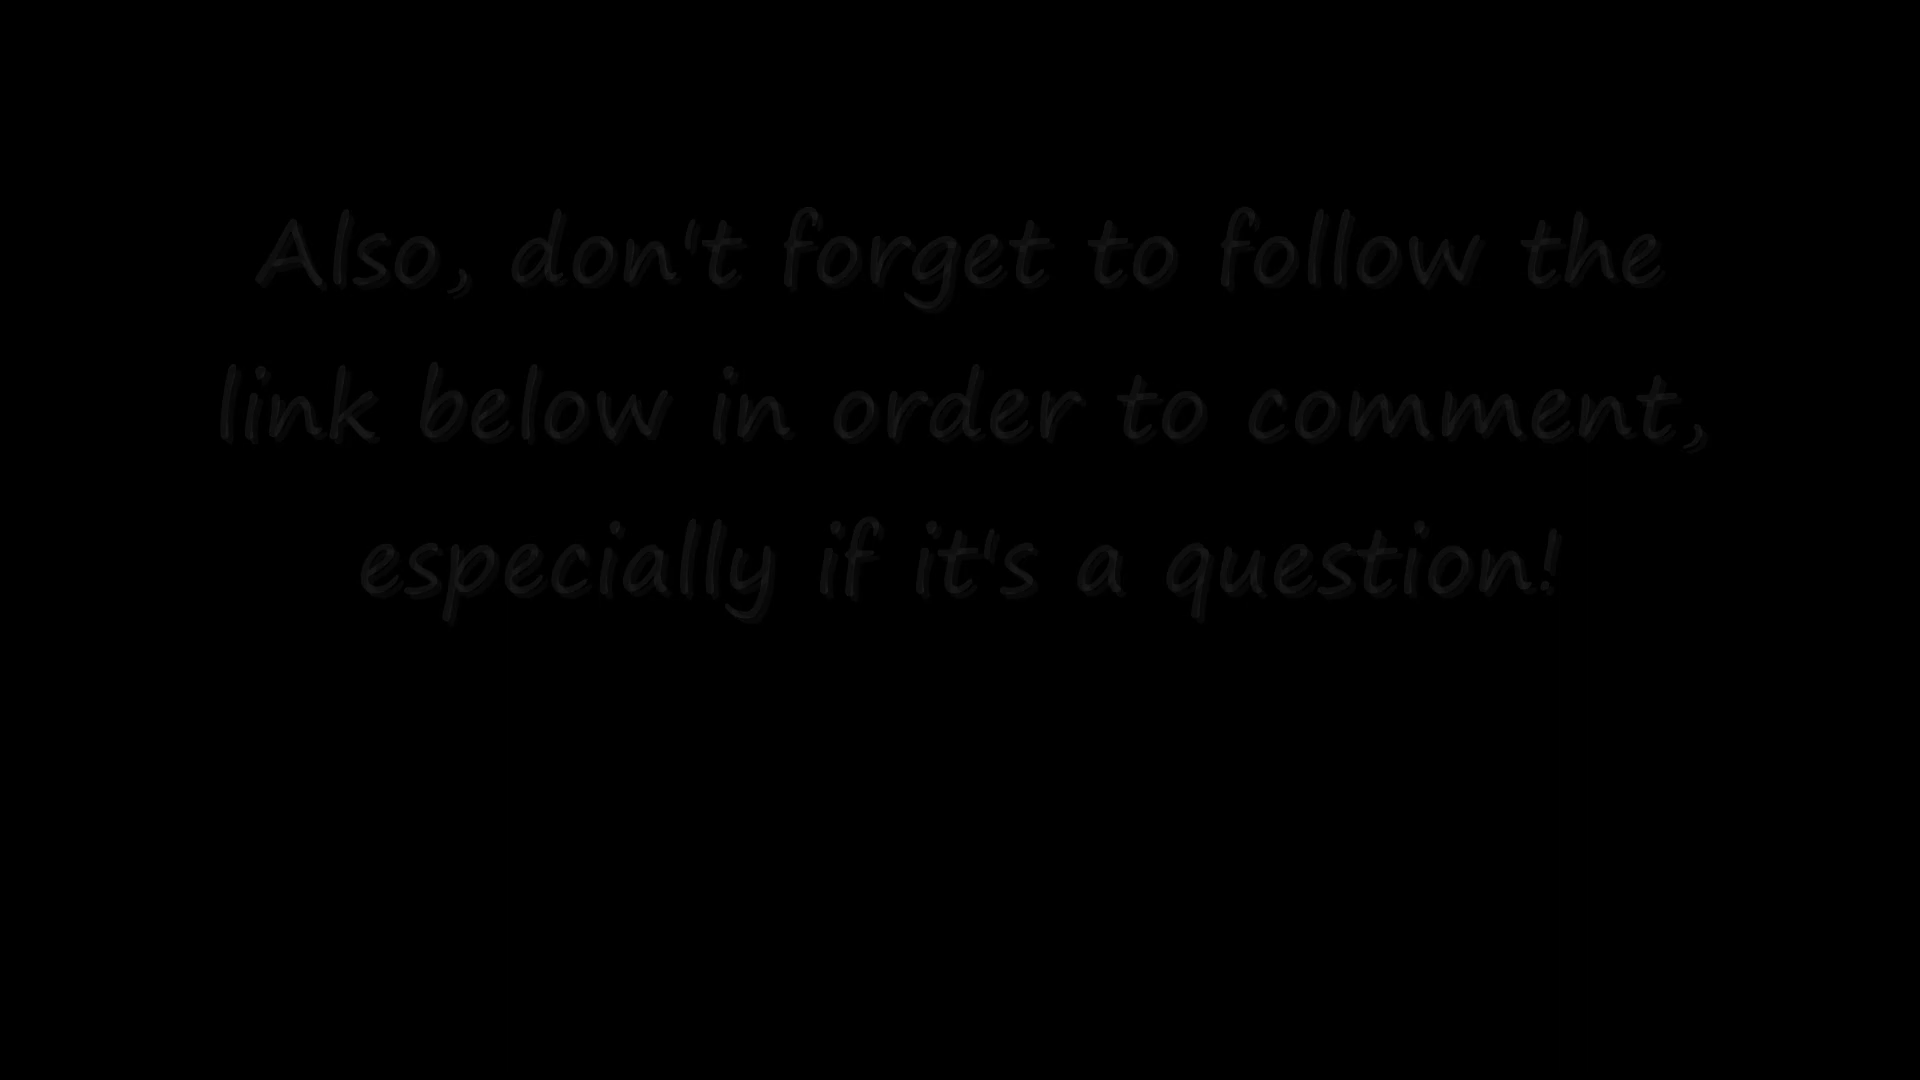 Also, don't forget to follow the
link below in order to comment,
especially if it's a question!